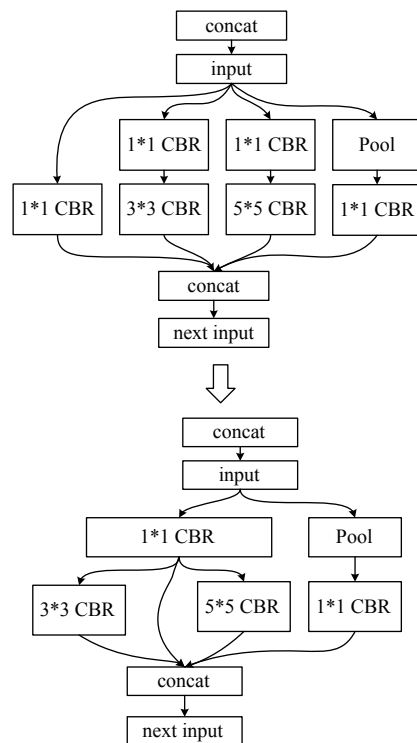 concat
input
1*1 CBR
1*1 CBR
Pool
1*1 CBR
3*3 CBR
5*5 CBR
1*1 CBR
concat
next input
concat
input
1*1 CBR
Pool
3*3 CBR
5*5 CBR
1*1 CBR
concat
next input